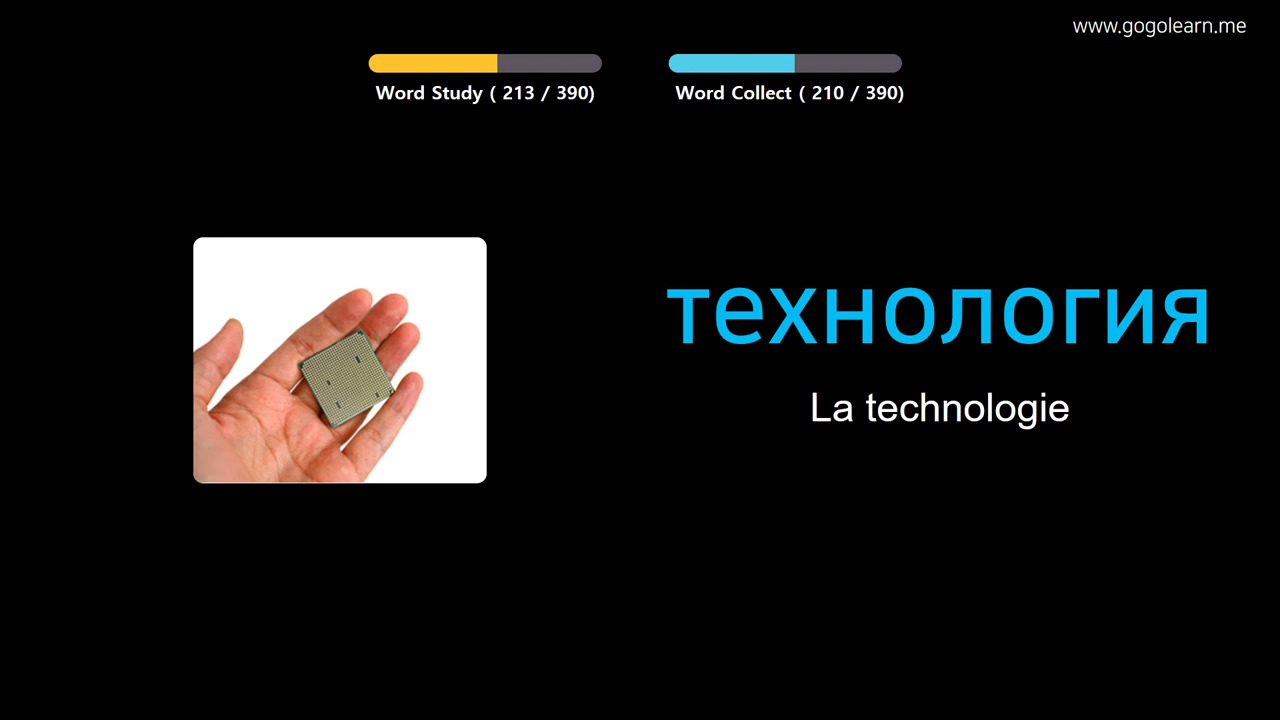 www.gogolearn.me
Word Study ( 213 / 390)
Word Collect ( 210 / 390)
технология
La technologie